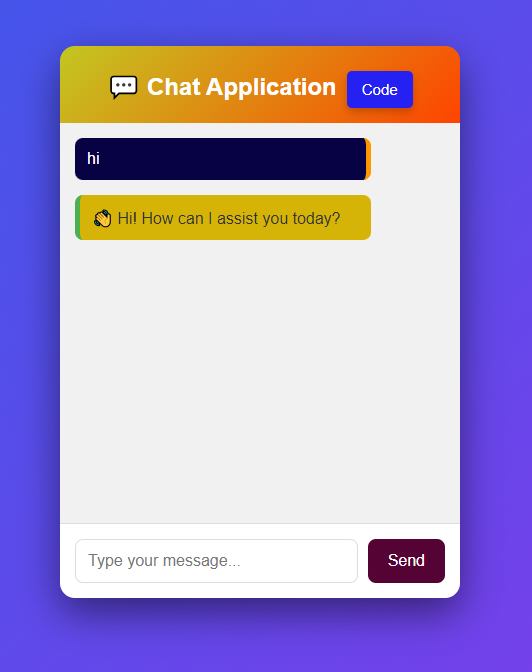 💬 Chat Application Code
hi
👏 Hi! How can I assist you today?
Type your message...
Send